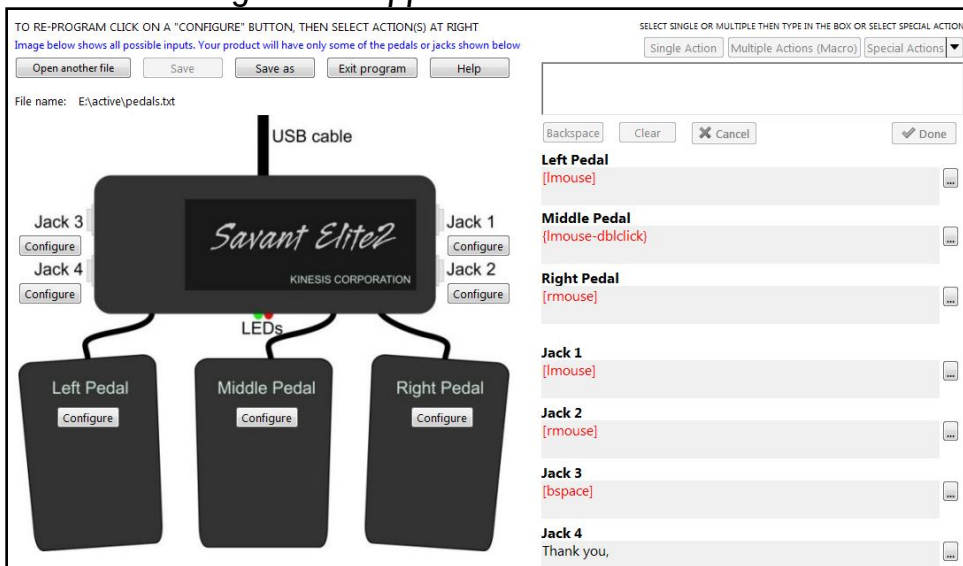 TO RE-PROGRAM CLICK ON A "CONFIGURE" BUTTON, THEN SELECT ACTION(S) AT RIGHT
Image below shows all possible inputs. Your product will have only some of the pedals or jacks shown below
Open another file Save Save as Exit program Help
File name: E:\active\pedals.txt
USB cable
Jack 3
Configure
Jack 4
Configure
Savant Elite2
KINESIS CORPORATION
Jack 1
Configure
Jack 2
Configure
LEDs
Left Pedal
Configure
Middle Pedal
Configure
Right Pedal
Configure
SELECT SINGLE OR MULTIPLE THEN TYPE IN THE BOX OR SELECT SPECIAL ACTION
Single Action Multiple Actions (Macro) Special Actions
Backspace Clear Cancel Done
Left Pedal
[lmouse]
...
Middle Pedal
{lmouse-dblclick}
...
Right Pedal
[rmouse]
...
Jack 1
[lmouse]
...
Jack 2
[rmouse]
...
Jack 3
[bspace]
...
Jack 4
Thank you,
...